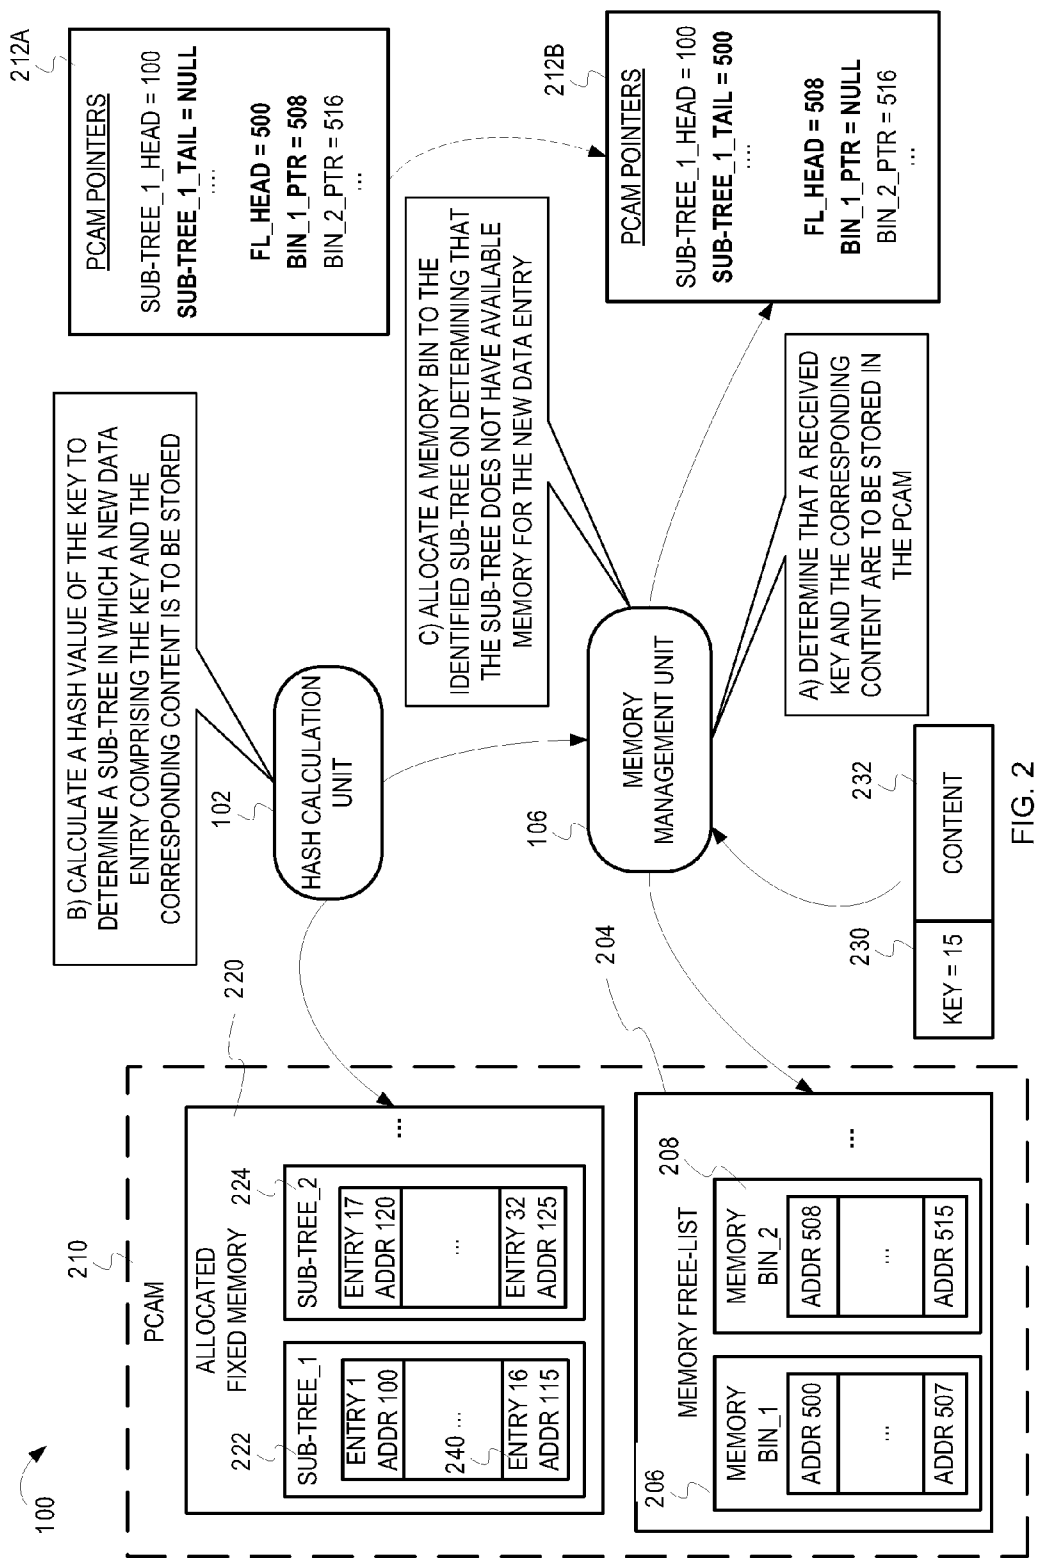 100
210
PCAM
ALLOCATED
FIXED MEMORY
220
222
SUB-TREE_1
ENTRY 1
ADDR 100
...
240
ENTRY 16
ADDR 115
224
SUB-TREE_2
ENTRY 17
ADDR 120
...
ENTRY 32
ADDR 125
...
204
MEMORY FREE-LIST
206
MEMORY
BIN_1
ADDR 500
...
ADDR 507
208
MEMORY
BIN_2
ADDR 508
...
ADDR 515
...
B) CALCULATE A HASH VALUE OF THE KEY TO
DETERMINE A SUB-TREE IN WHICH A NEW DATA
ENTRY COMPRISING THE KEY AND THE
CORRESPONDING CONTENT IS TO BE STORED
102
HASH CALCULATION
UNIT
C) ALLOCATE A MEMORY BIN TO THE
IDENTIFIED SUB-TREE ON DETERMINING THAT
THE SUB-TREE DOES NOT HAVE AVAILABLE
MEMORY FOR THE NEW DATA ENTRY
106
MEMORY
MANAGEMENT UNIT
A) DETERMINE THAT A RECEIVED
KEY AND THE CORRESPONDING
CONTENT ARE TO BE STORED IN
THE PCAM
230
KEY = 15
232
CONTENT
212A
PCAM POINTERS
SUB-TREE_1_HEAD = 100
SUB-TREE_1_TAIL = NULL
....
FL_HEAD = 500
BIN_1_PTR = 508
BIN_2_PTR = 516
...
212B
PCAM POINTERS
SUB-TREE_1_HEAD = 100
SUB-TREE_1_TAIL = 500
....
FL_HEAD = 508
BIN_1_PTR = NULL
BIN_2_PTR = 516
...
FIG. 2